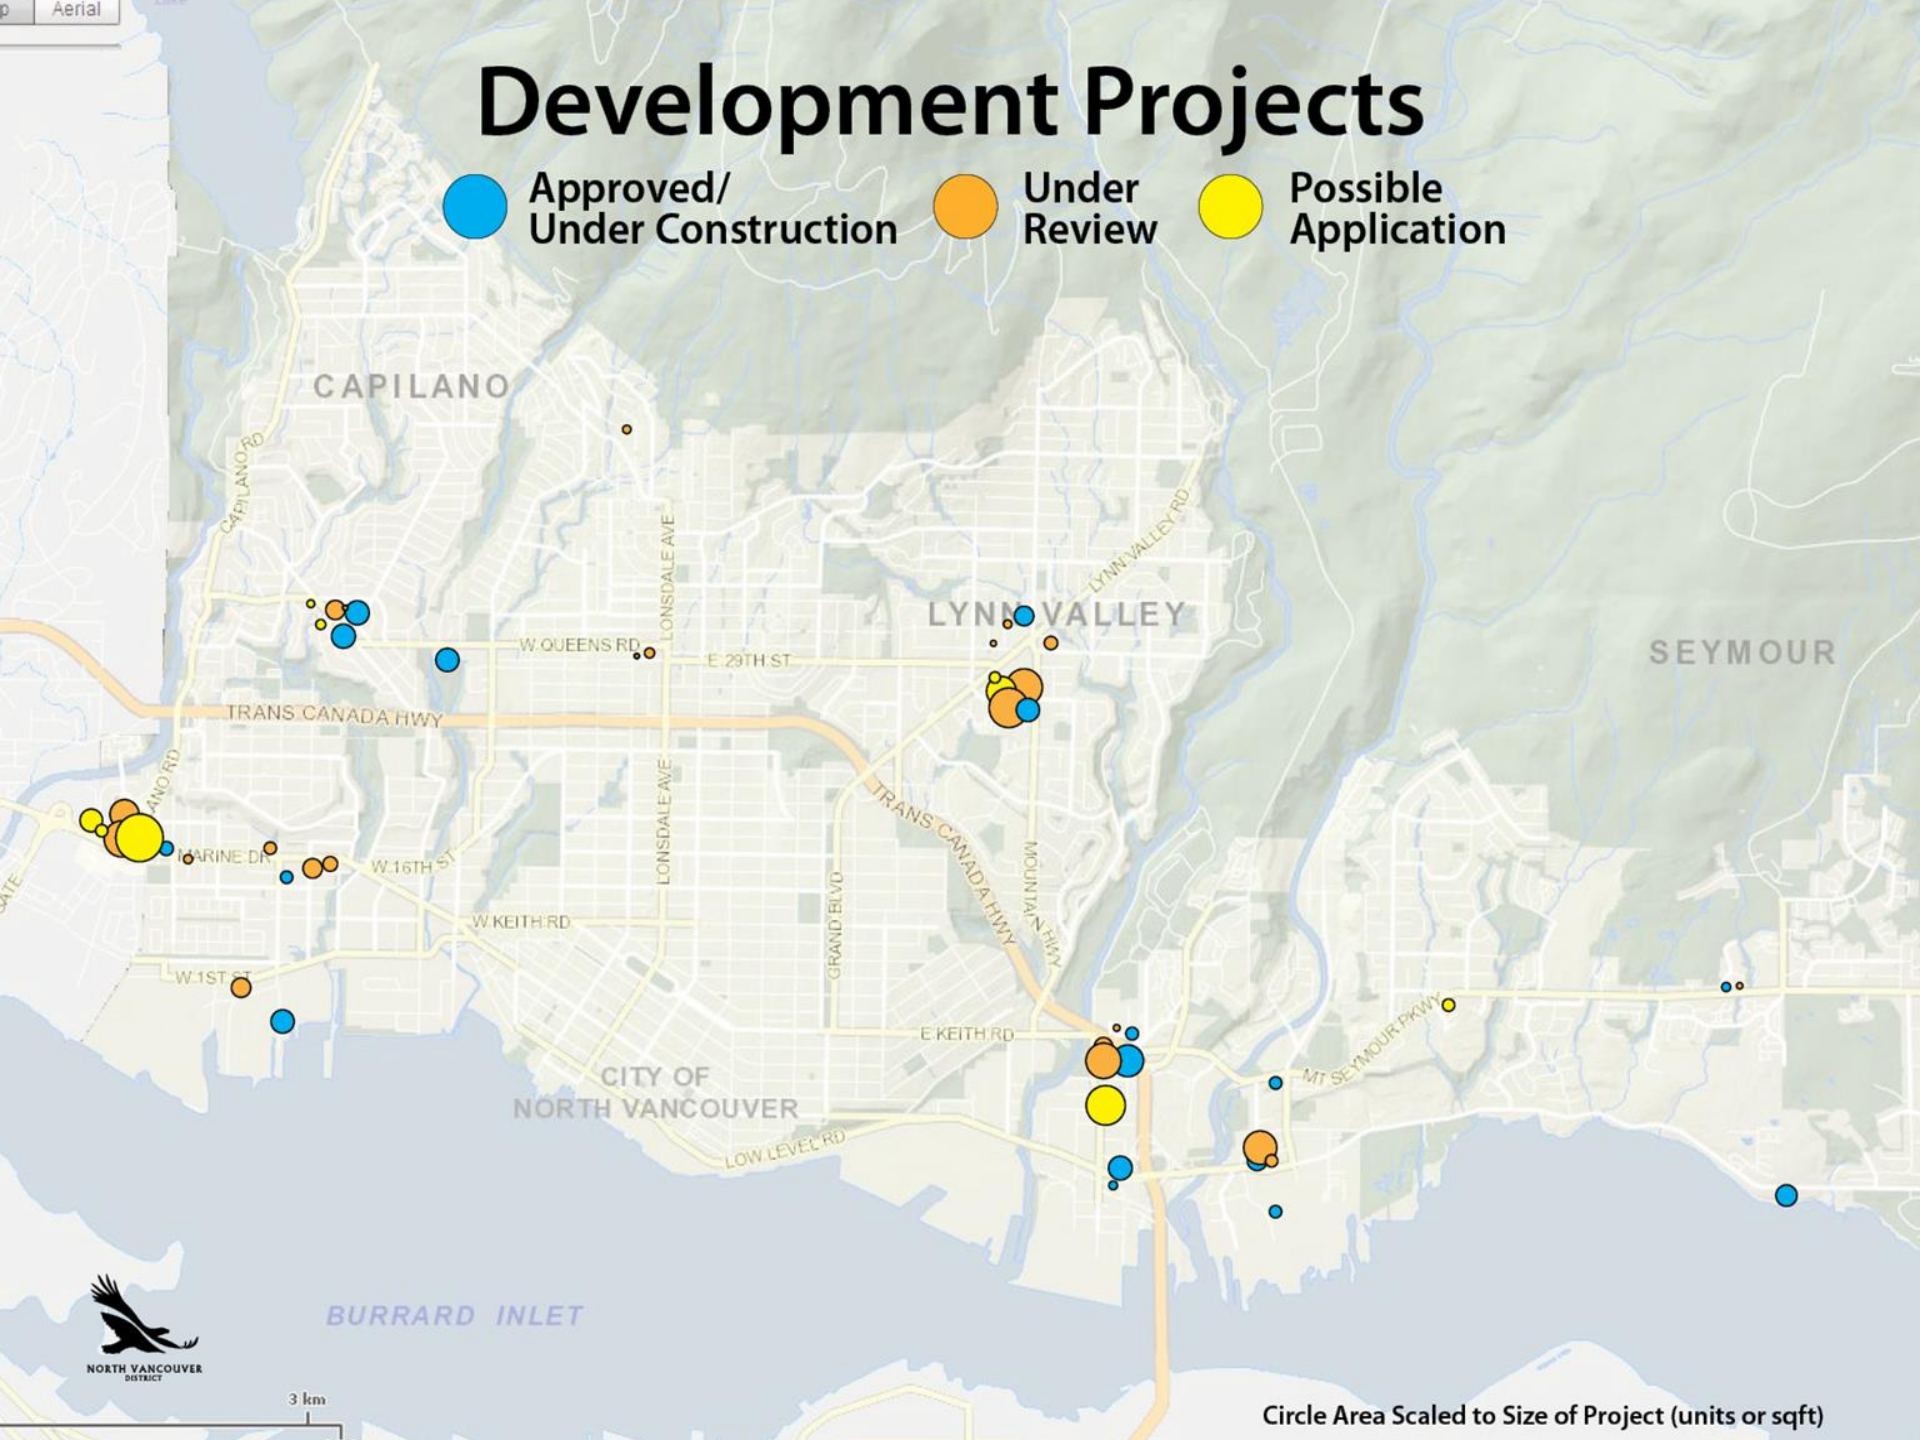 Aerial
Development Projects
Approved/
Under Construction
Under
Review
Possible
Application
CAPILANO
CAPILANO RD
LONSDALE AVE
LYNN VALLEY RD
LYNN VALLEY
SEYMOUR
W QUEENS RD
E 29TH ST
TRANS CANADA HWY
ANO RD
MARINE DR
W 16TH ST
LONSDALE AVE
TRANS CANADA HWY
MOUNTAIN HWY
GRAND BLVD
W KEITH RD
W 1ST ST
E KEITH RD
MT SEYMOUR PKWY
CITY OF
NORTH VANCOUVER
LOW LEVEL RD
BURRARD INLET
NORTH VANCOUVER
DISTRICT
3 km
Circle Area Scaled to Size of Project (units or sqft)